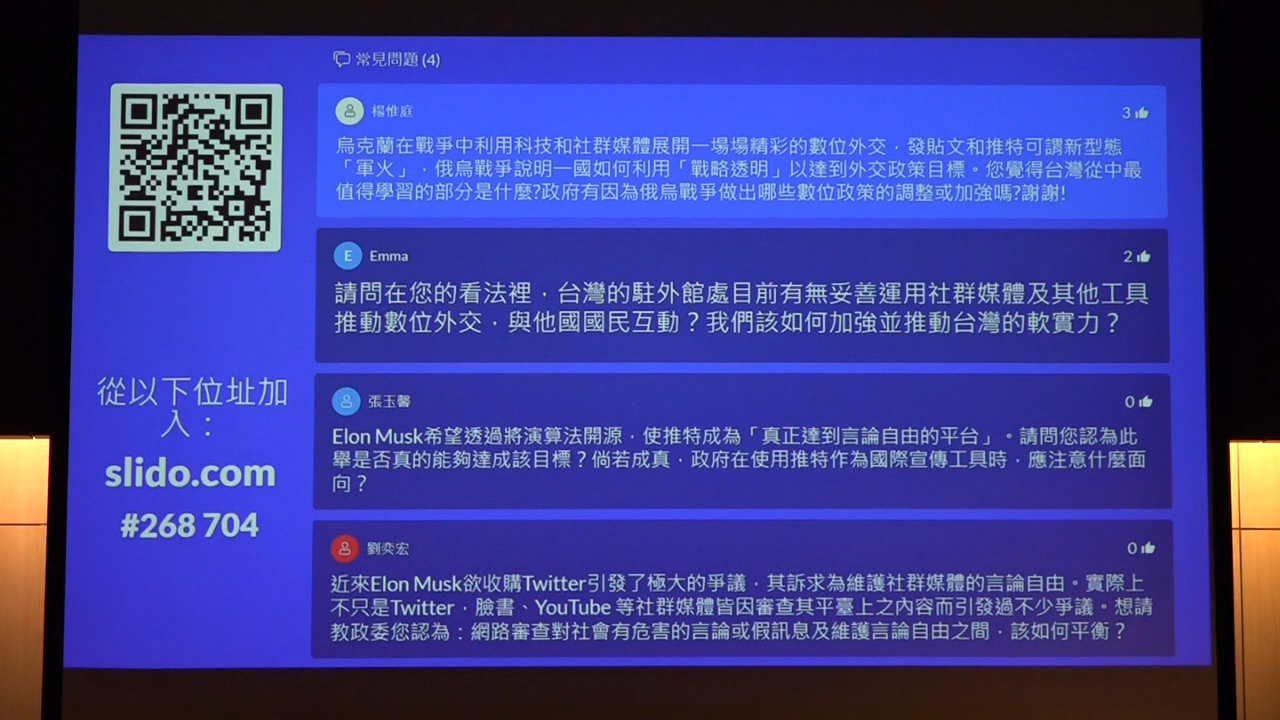 常見問題 (4)
楊惟庭
3
烏克蘭在戰爭中利用科技和社群媒體展開一場場精彩的數位外交，發貼文和推特可謂新型態
「軍火」，俄烏戰爭說明一國如何利用「戰略透明」以達到外交政策目標。您覺得台灣從中最
值得學習的部分是什麼?政府有因為俄烏戰爭做出哪些數位政策的調整或加強嗎?謝謝!
E Emma
2
請問在您的看法裡，台灣的駐外館處目前有無妥善運用社群媒體及其他工具
推動數位外交，與他國國民互動？我們該如何加強並推動台灣的軟實力？
張玉馨
0
Elon Musk希望透過將演算法開源，使推特成為「真正達到言論自由的平台」。請問您認為此
舉是否真的能夠達成該目標？倘若成真，政府在使用推特作為國際宣傳工具時，應注意什麼面
向？
劉奕宏
0
近來Elon Musk欲收購Twitter引發了極大的爭議，其訴求為維護社群媒體的言論自由。實際上
不只是Twitter，臉書、YouTube 等社群媒體皆因審查其平臺上之內容而引發過不少爭議。想請
教政委您認為：網路審查對社會有危害的言論或假訊息及維護言論自由之間，該如何平衡？
從以下位址加
入：
slido.com
#268 704